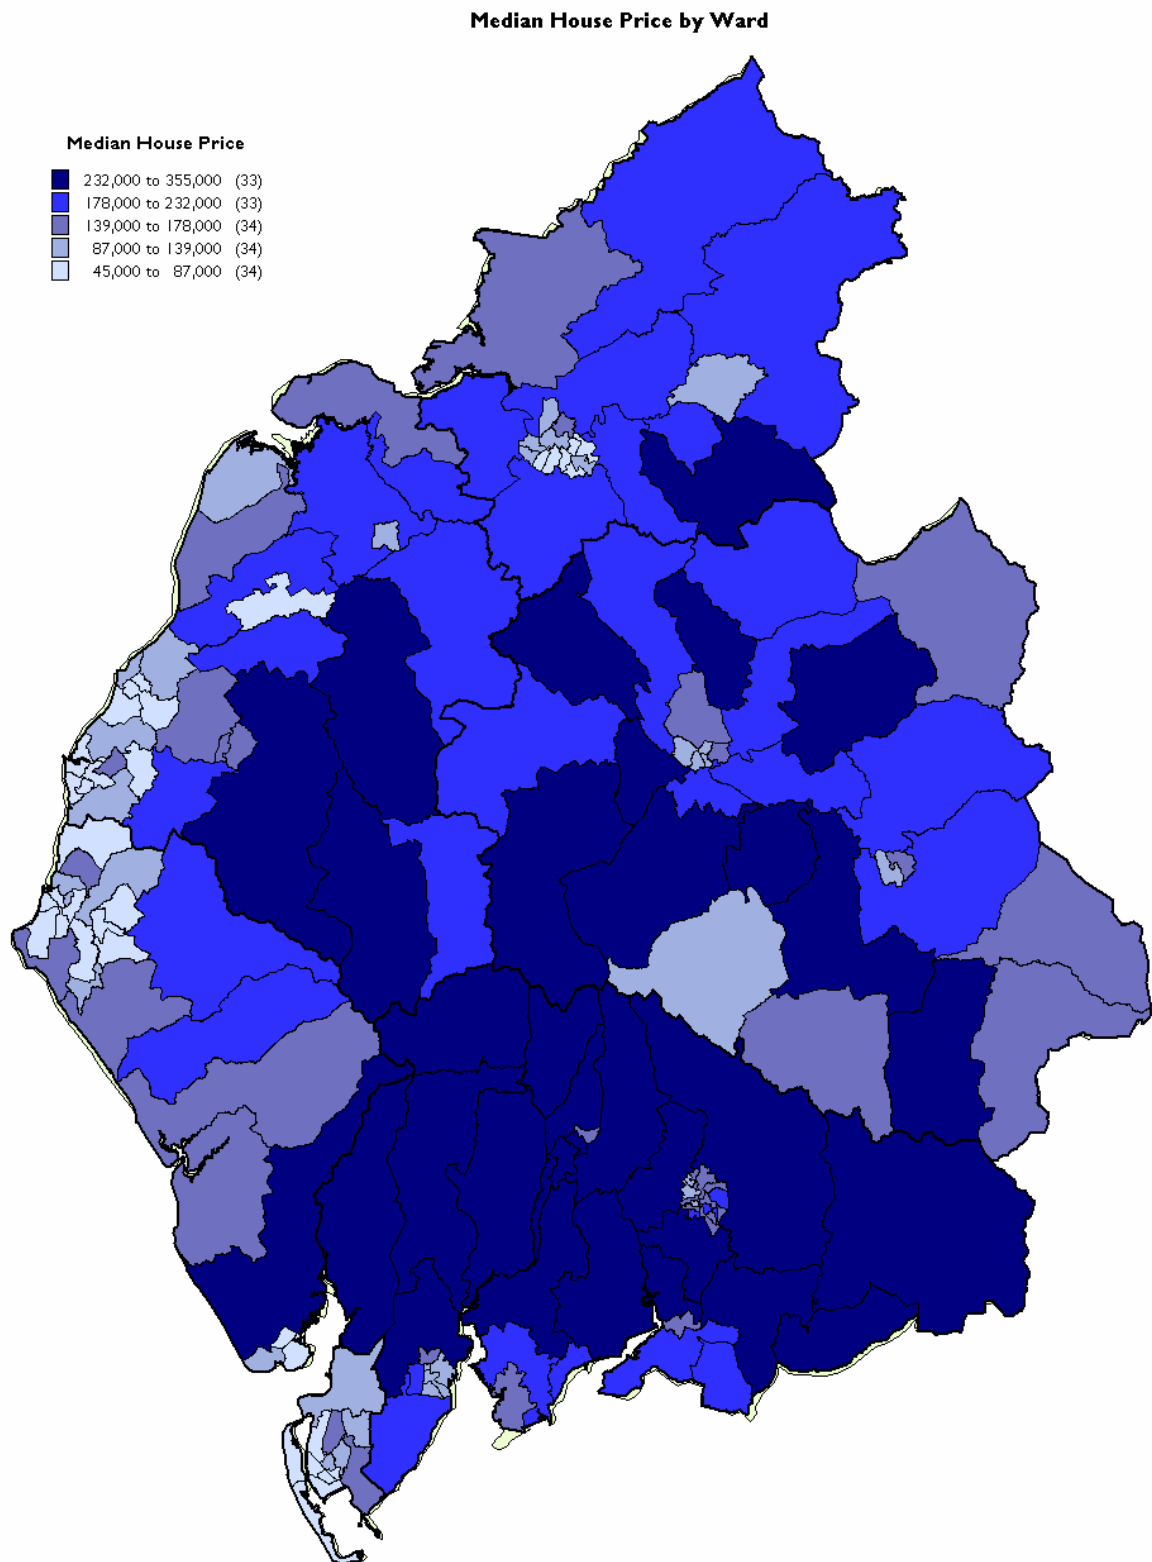 Median House Price by Ward
Median House Price
232,000 to 355,000 (33)
178,000 to 232,000 (33)
139,000 to 178,000 (34)
87,000 to 139,000 (34)
45,000 to 87,000 (34)